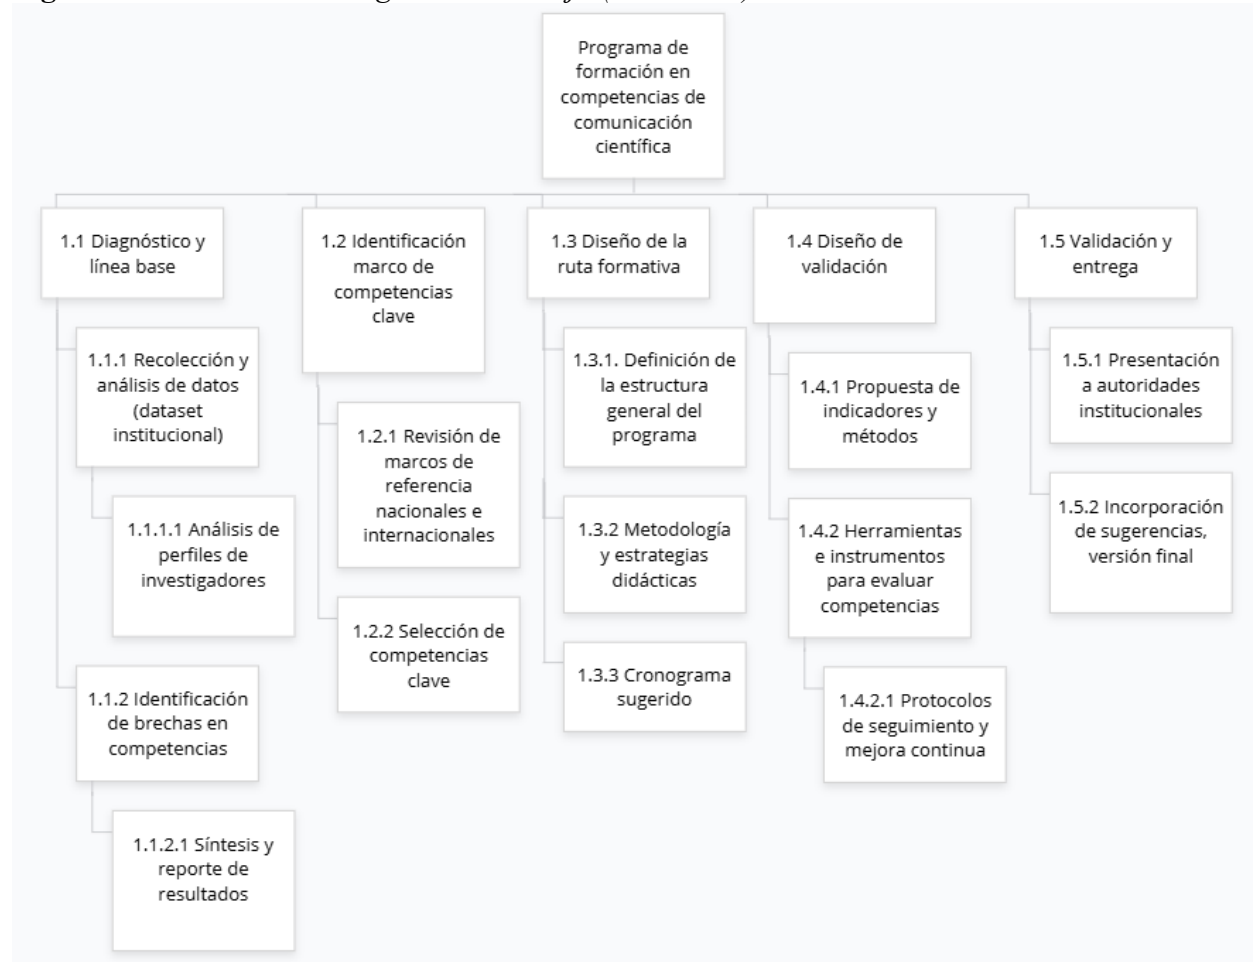 Programa de
formación en
competencias de
comunicación
científica
1.1 Diagnóstico y
línea base
1.1.1 Recolección y
análisis de datos
(dataset
institucional)
1.1.1.1 Análisis de
perfiles de
investigadores
1.1.2 Identificación
de brechas en
competencias
1.1.2.1 Síntesis y
reporte de
resultados
1.2 Identificación
marco de
competencias
clave
1.2.1 Revisión de
marcos de
referencia
nacionales e
internacionales
1.2.2 Selección de
competencias
clave
1.3 Diseño de la
ruta formativa
1.3.1. Definición de
la estructura
general del
programa
1.3.2 Metodología
y estrategias
didácticas
1.3.3 Cronograma
sugerido
1.4 Diseño de
validación
1.4.1 Propuesta de
indicadores y
métodos
1.4.2 Herramientas
e instrumentos
para evaluar
competencias
1.4.2.1 Protocolos
de seguimiento y
mejora continua
1.5 Validación y
entrega
1.5.1 Presentación
a autoridades
institucionales
1.5.2 Incorporación
de sugerencias,
versión final